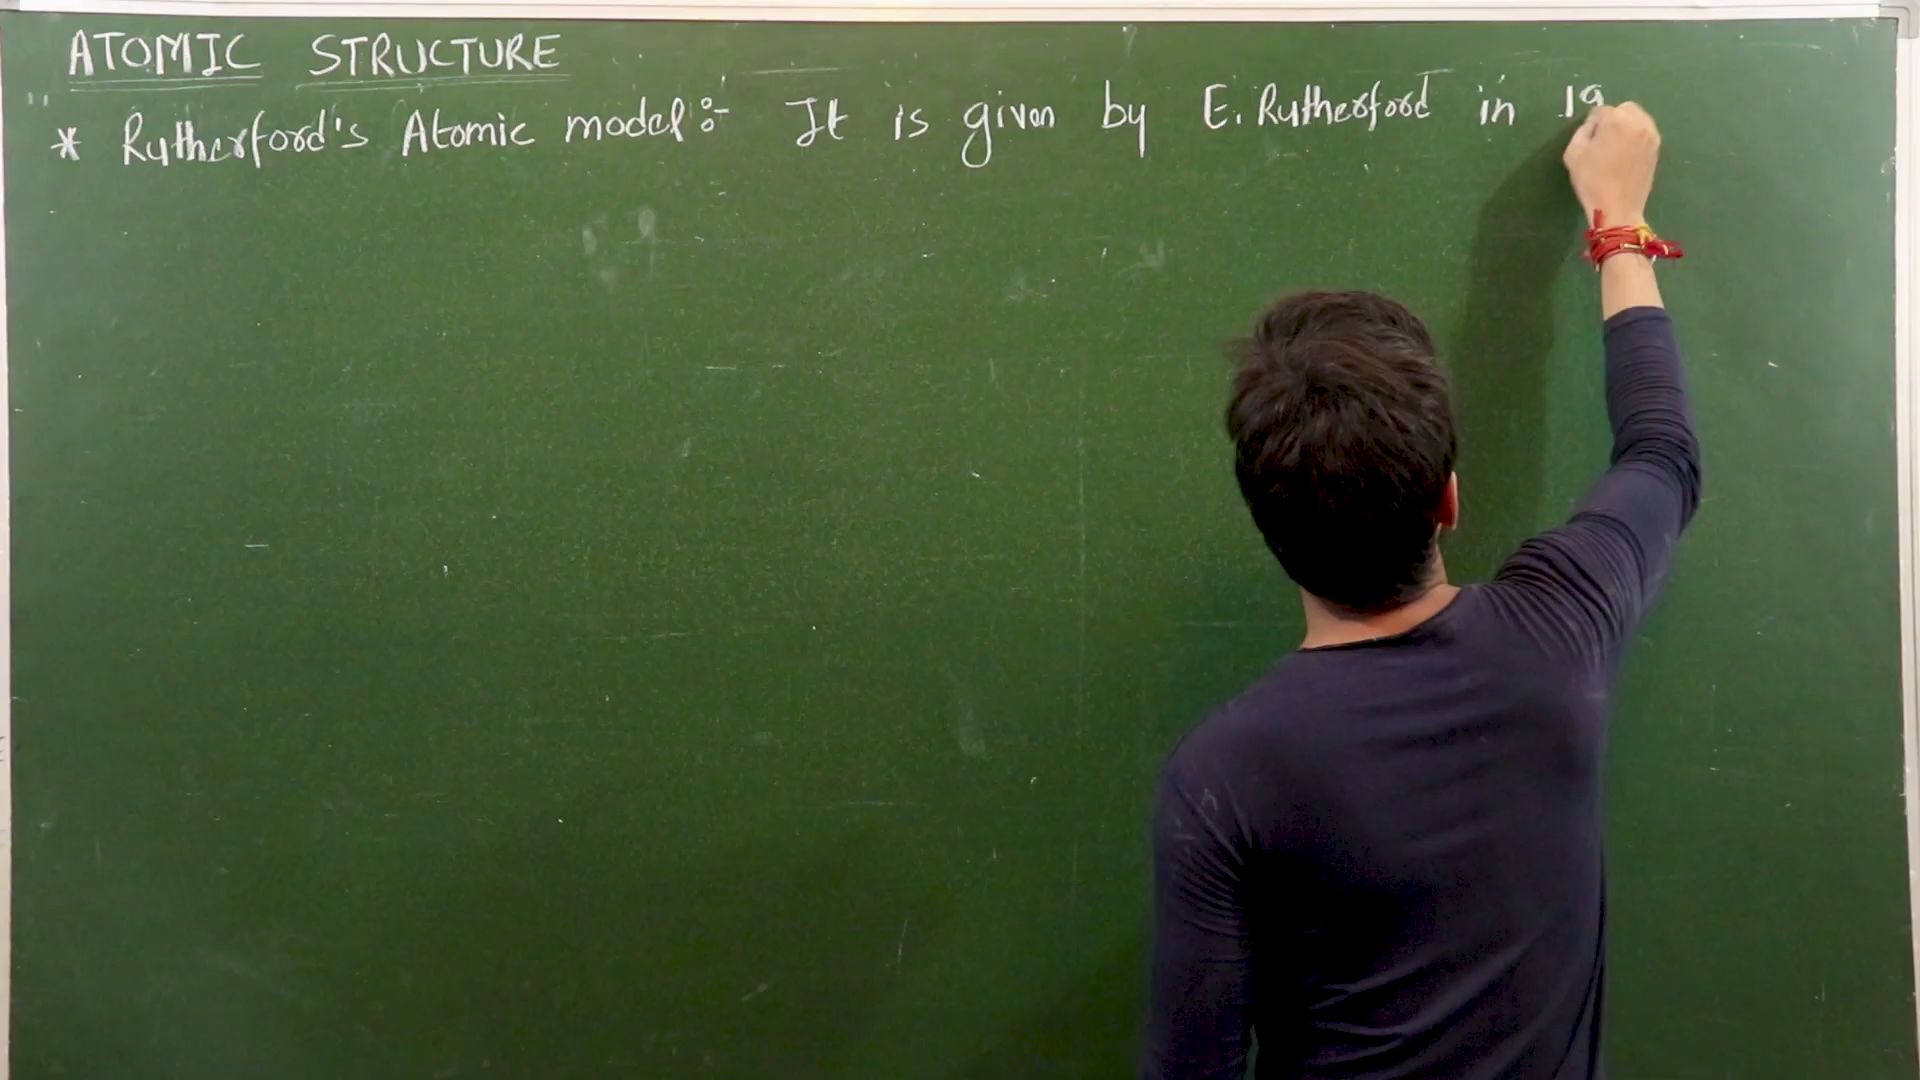 ATOMIC STRUCTURE
* Rutherford's Atomic model:- It is given by E. Rutherford in 19